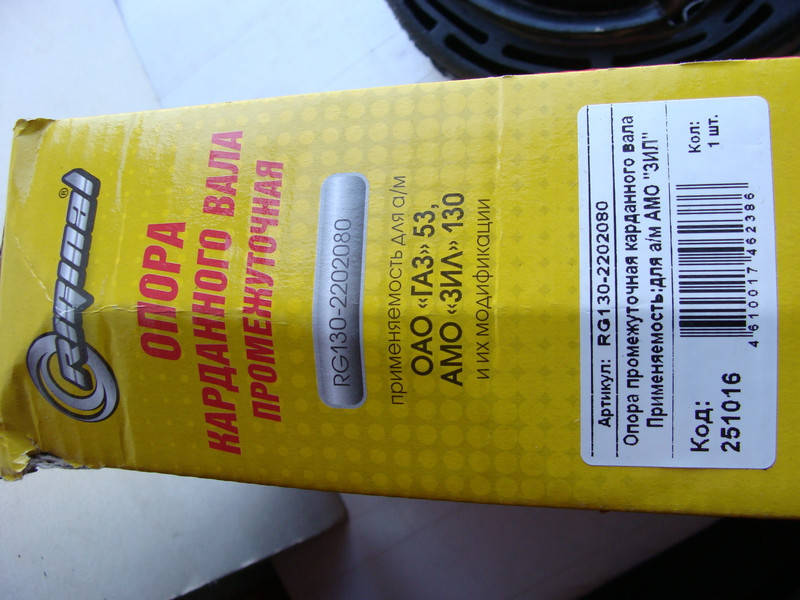 ORiginal®
ОПОРА
КАРДАННОГО ВАЛА
ПРОМЕЖУТОЧНАЯ
RG130-2202080
применяемость для а/м
ОАО «ГАЗ» 53,
АМО «ЗИЛ» 130
и их модификации
Артикул: RG130-2202080
Опора промежуточная карданного вала
Применяемость:для а/м АМО "ЗИЛ"
Кол:
1 шт.
4 610017 462386
Код:
251016